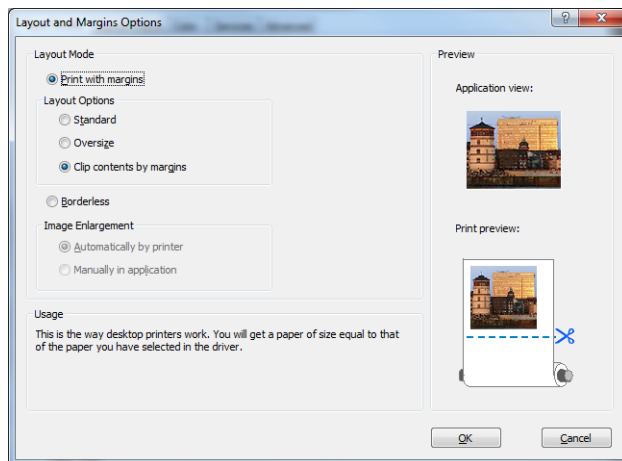 Layout and Margins Options
Layout Mode
Print with margins
Layout Options
Standard
Oversize
Clip contents by margins
Borderless
Image Enlargement
Automatically by printer
Manually in application
Usage
This is the way desktop printers work. You will get a paper of size equal to that
of the paper you have selected in the driver.
Preview
Application view:
Print preview:
OK
Cancel